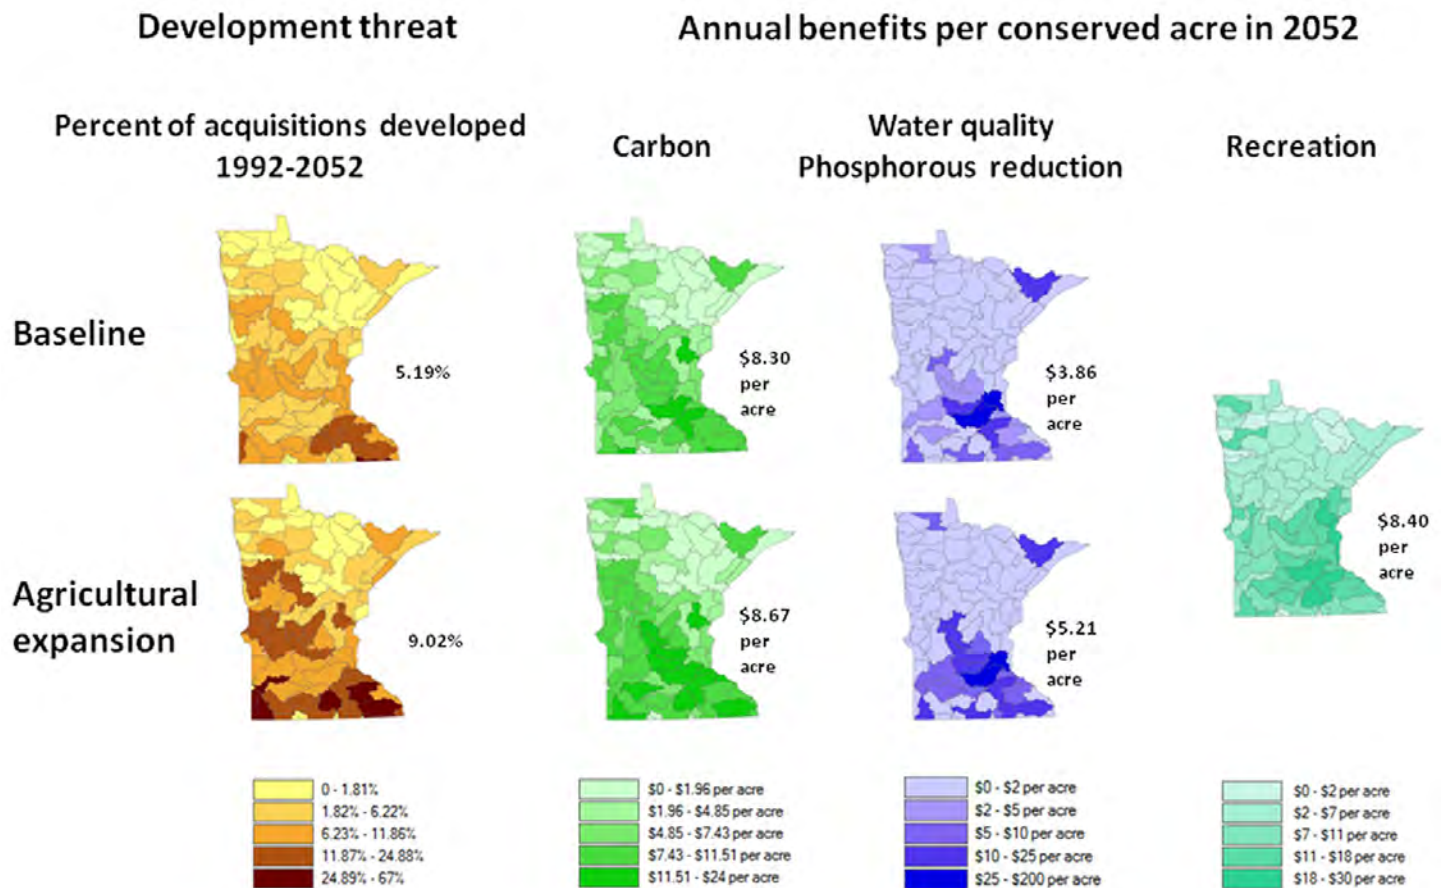 Development threat
Annual benefits per conserved acre in 2052
Percent of acquisitions developed
1992-2052
Carbon
Water quality
Phosphorous reduction
Recreation
Baseline
5.19%
$8.30
per
acre
$3.86
per
acre
$8.40
per
acre
Agricultural
expansion
9.02%
$8.67
per
acre
$5.21
per
acre
0 - 1.81%
1.82% - 6.22%
6.23% - 11.86%
11.87% - 24.88%
24.89% - 67%
$0 - $1.96 per acre
$1.96 - $4.85 per acre
$4.85 - $7.43 per acre
$7.43 - $11.51 per acre
$11.51 - $24 per acre
$0 - $2 per acre
$2 - $5 per acre
$5 - $10 per acre
$10 - $25 per acre
$25 - $200 per acre
$0 - $2 per acre
$2 - $7 per acre
$7 - $11 per acre
$11 - $18 per acre
$18 - $30 per acre